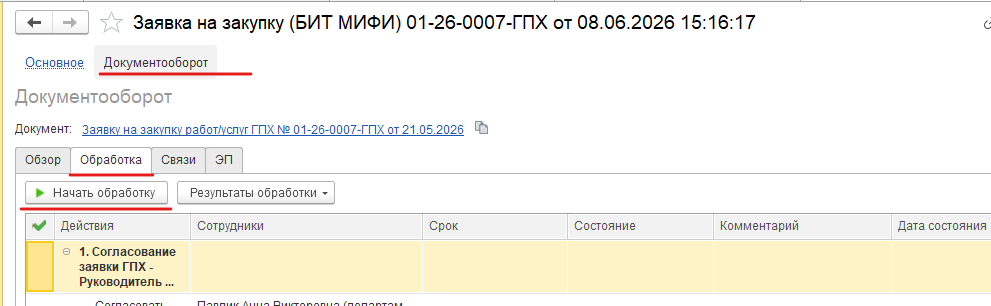 Заявка на закупку (БИТ МИФИ) 01-26-0007-ГПХ от 08.06.2026 15:16:17
Основное Документооборот
Документооборот
Документ: Заявку на закупку работ/услуг ГПХ № 01-26-0007-ГПХ от 21.05.2026
Обзор Обработка Связи ЭП
Начать обработку Результаты обработки
Действия Сотрудники Срок Состояние Комментарий Дата состояния
1. Согласование
заявки ГПХ -
Руководитель ...
Согласовать Павлик Анна Викторовна (департам